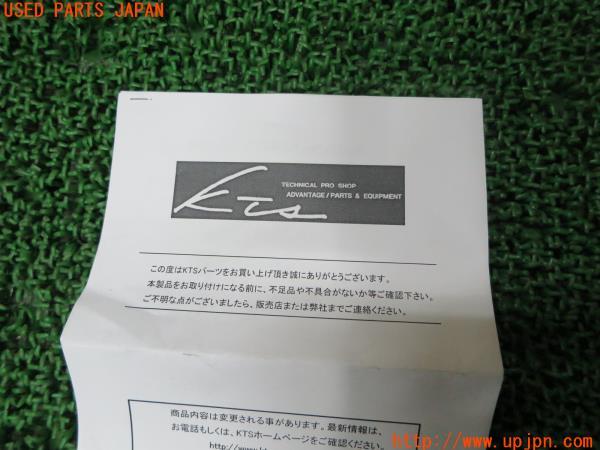 USED PARTS JAPAN
kts
TECHNICAL PRO SHOP
ADVANTAGE/PARTS & EQUIPMENT
この度はKTSパーツをお買い上げ頂き誠にありがとうございます。
本製品をお取り付けになる前に、不足品や不具合がないか等ご確認下さい。
ご不明な点がございましたら、販売店または弊社までご連絡ください。
商品内容は変更される事があります。最新情報は、
お電話もしくは、KTSホームページをご確認ください。
http://www.upjpn.com